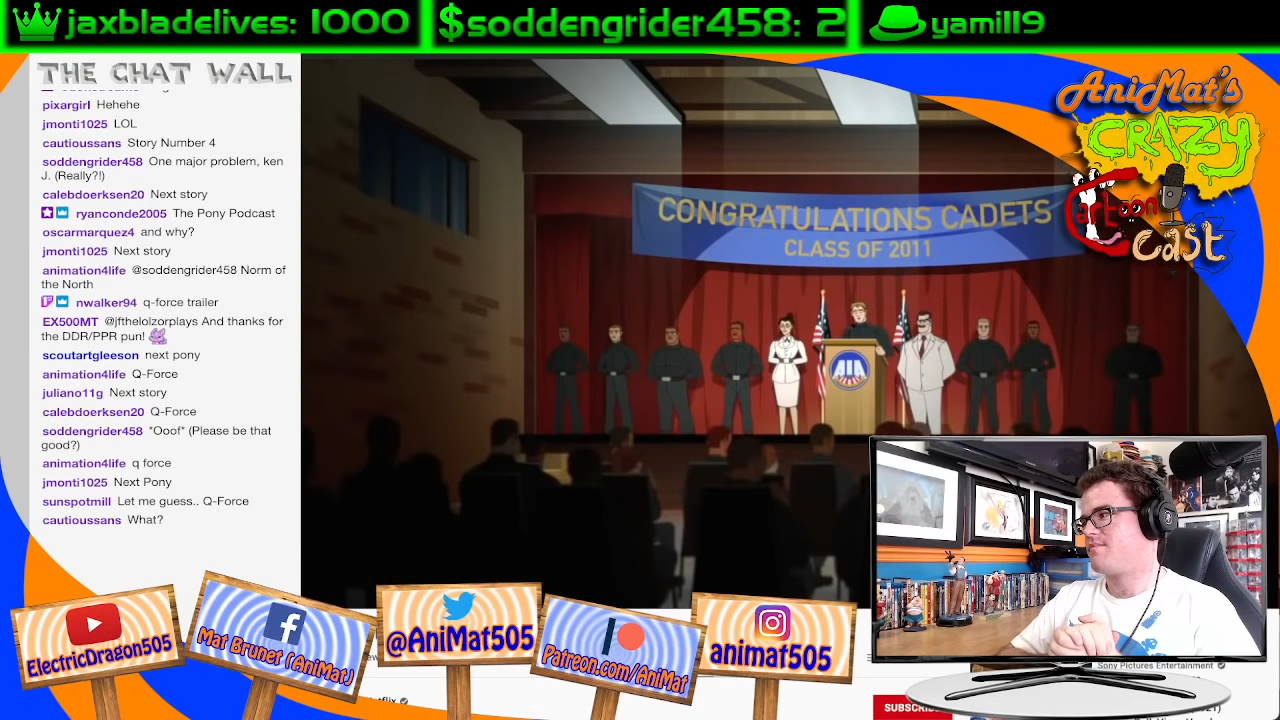 jaxbladelives: 1000
$soddengrider458: 2
yamill9
THE CHAT WALL
pixargirl Hehehe
jmonti1025 LOL
cautioussans Story Number 4
soddengrider458 One major problem, ken
J. (Really?!)
calebdoerksen20 Next story
ryanconde2005 The Pony Podcast
oscarmarquez4 and why?
jmonti1025 Next story
animation4life @soddengrider458 Norm of
the North
nwalker94 q-force trailer
EX500MT @jfthelolzorplays And thanks for
the DDR/PPR pun!
scoutartgleeson next pony
animation4life Q-Force
juliano11g Next story
calebdoerksen20 Q-Force
soddengrider458 *Ooof* (Please be that
good?)
animation4life q force
jmonti1025 Next Pony
sunspotmill Let me guess.. Q-Force
cautioussans What?
CONGRATULATIONS CADETS
CLASS OF 2011
AIA
AniMat's
CRAZY
Cartoon
Cast
ElectricDragon505
Mat Brunet (AniMat)
@AniMat505
Patreon.com/AniMat
animat505
Sony Pictures Entertainment